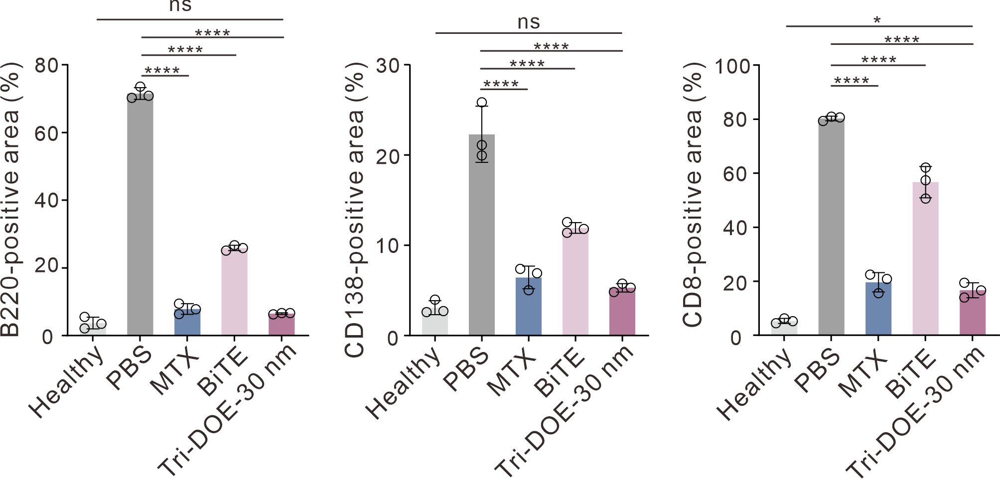 ns
****
****
****
B220-positive area (%)
80
60
40
20
0
Healthy
PBS
MTX
BiTE
Tri-DOE-30 nm
ns
****
****
****
CD138-positive area (%)
30
20
10
0
Healthy
PBS
MTX
BiTE
Tri-DOE-30 nm
*
****
****
****
CD8-positive area (%)
100
80
60
40
20
0
Healthy
PBS
MTX
BiTE
Tri-DOE-30 nm